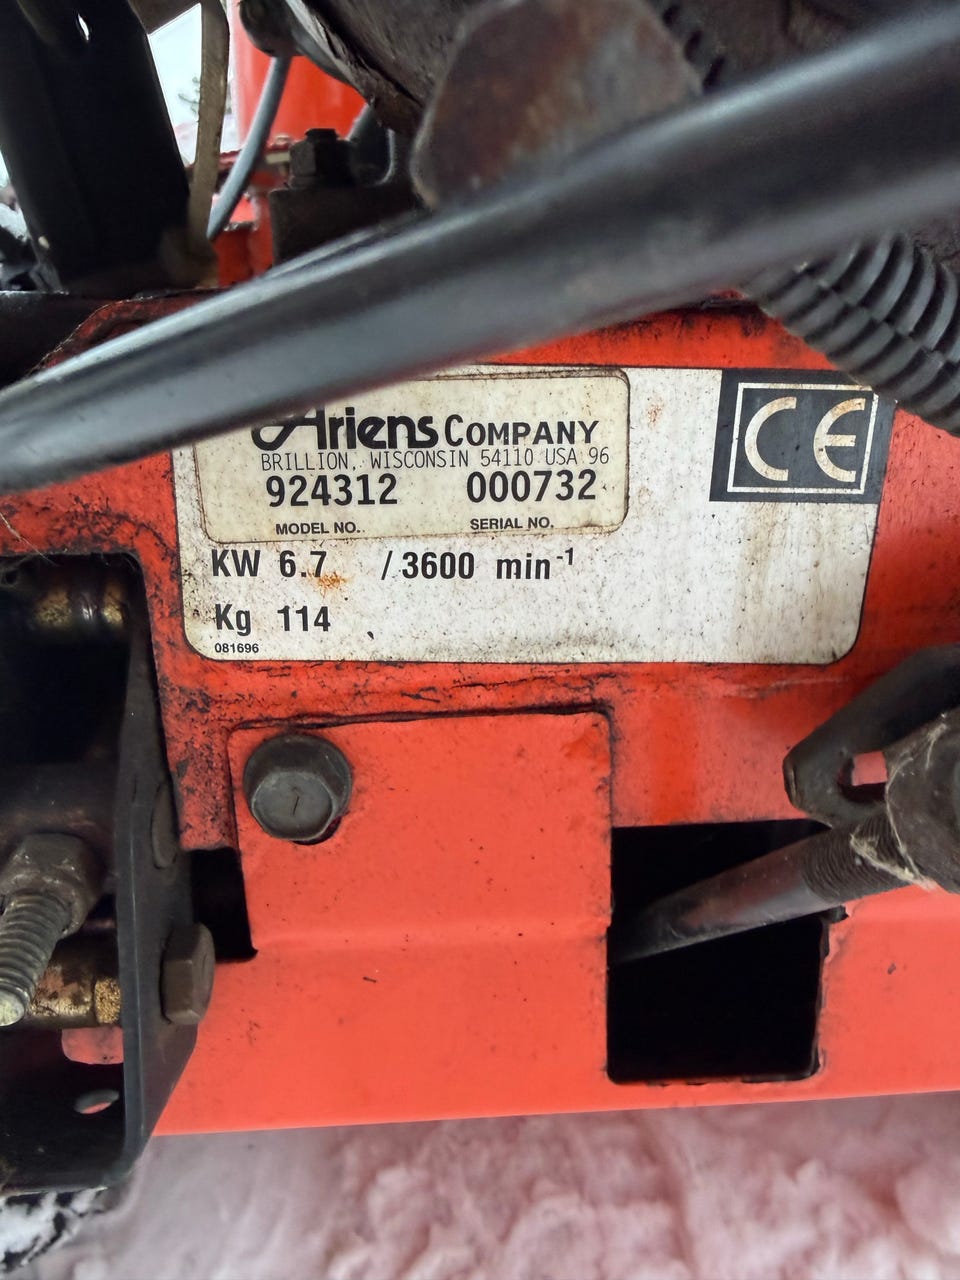 Ariens COMPANY
BRILLION, WISCONSIN 54110 USA 96
924312 000732
MODEL NO. SERIAL NO.
KW 6.7 / 3600 min⁻¹
Kg 114
081696
CE